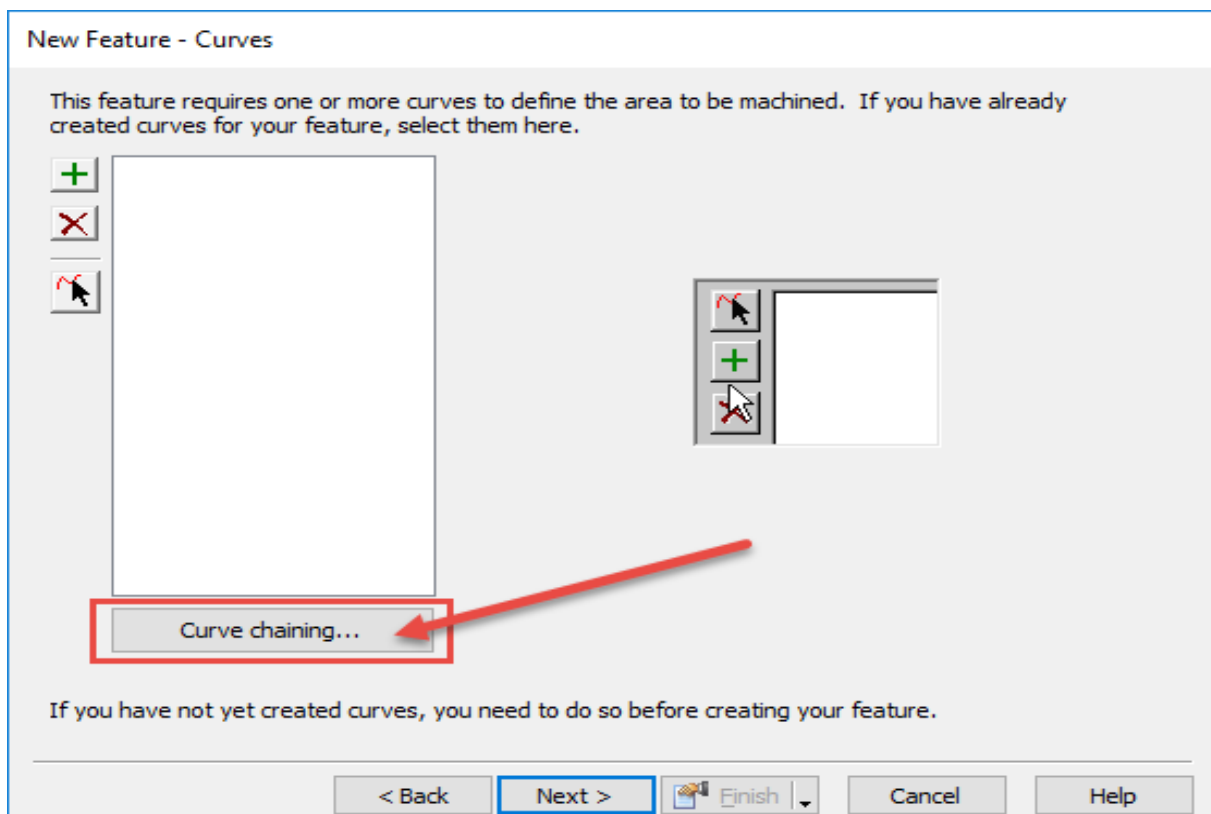 New Feature - Curves
This feature requires one or more curves to define the area to be machined.  If you have already
created curves for your feature, select them here.
Curve chaining...
If you have not yet created curves, you need to do so before creating your feature.
< Back
Next >
Finish
Cancel
Help